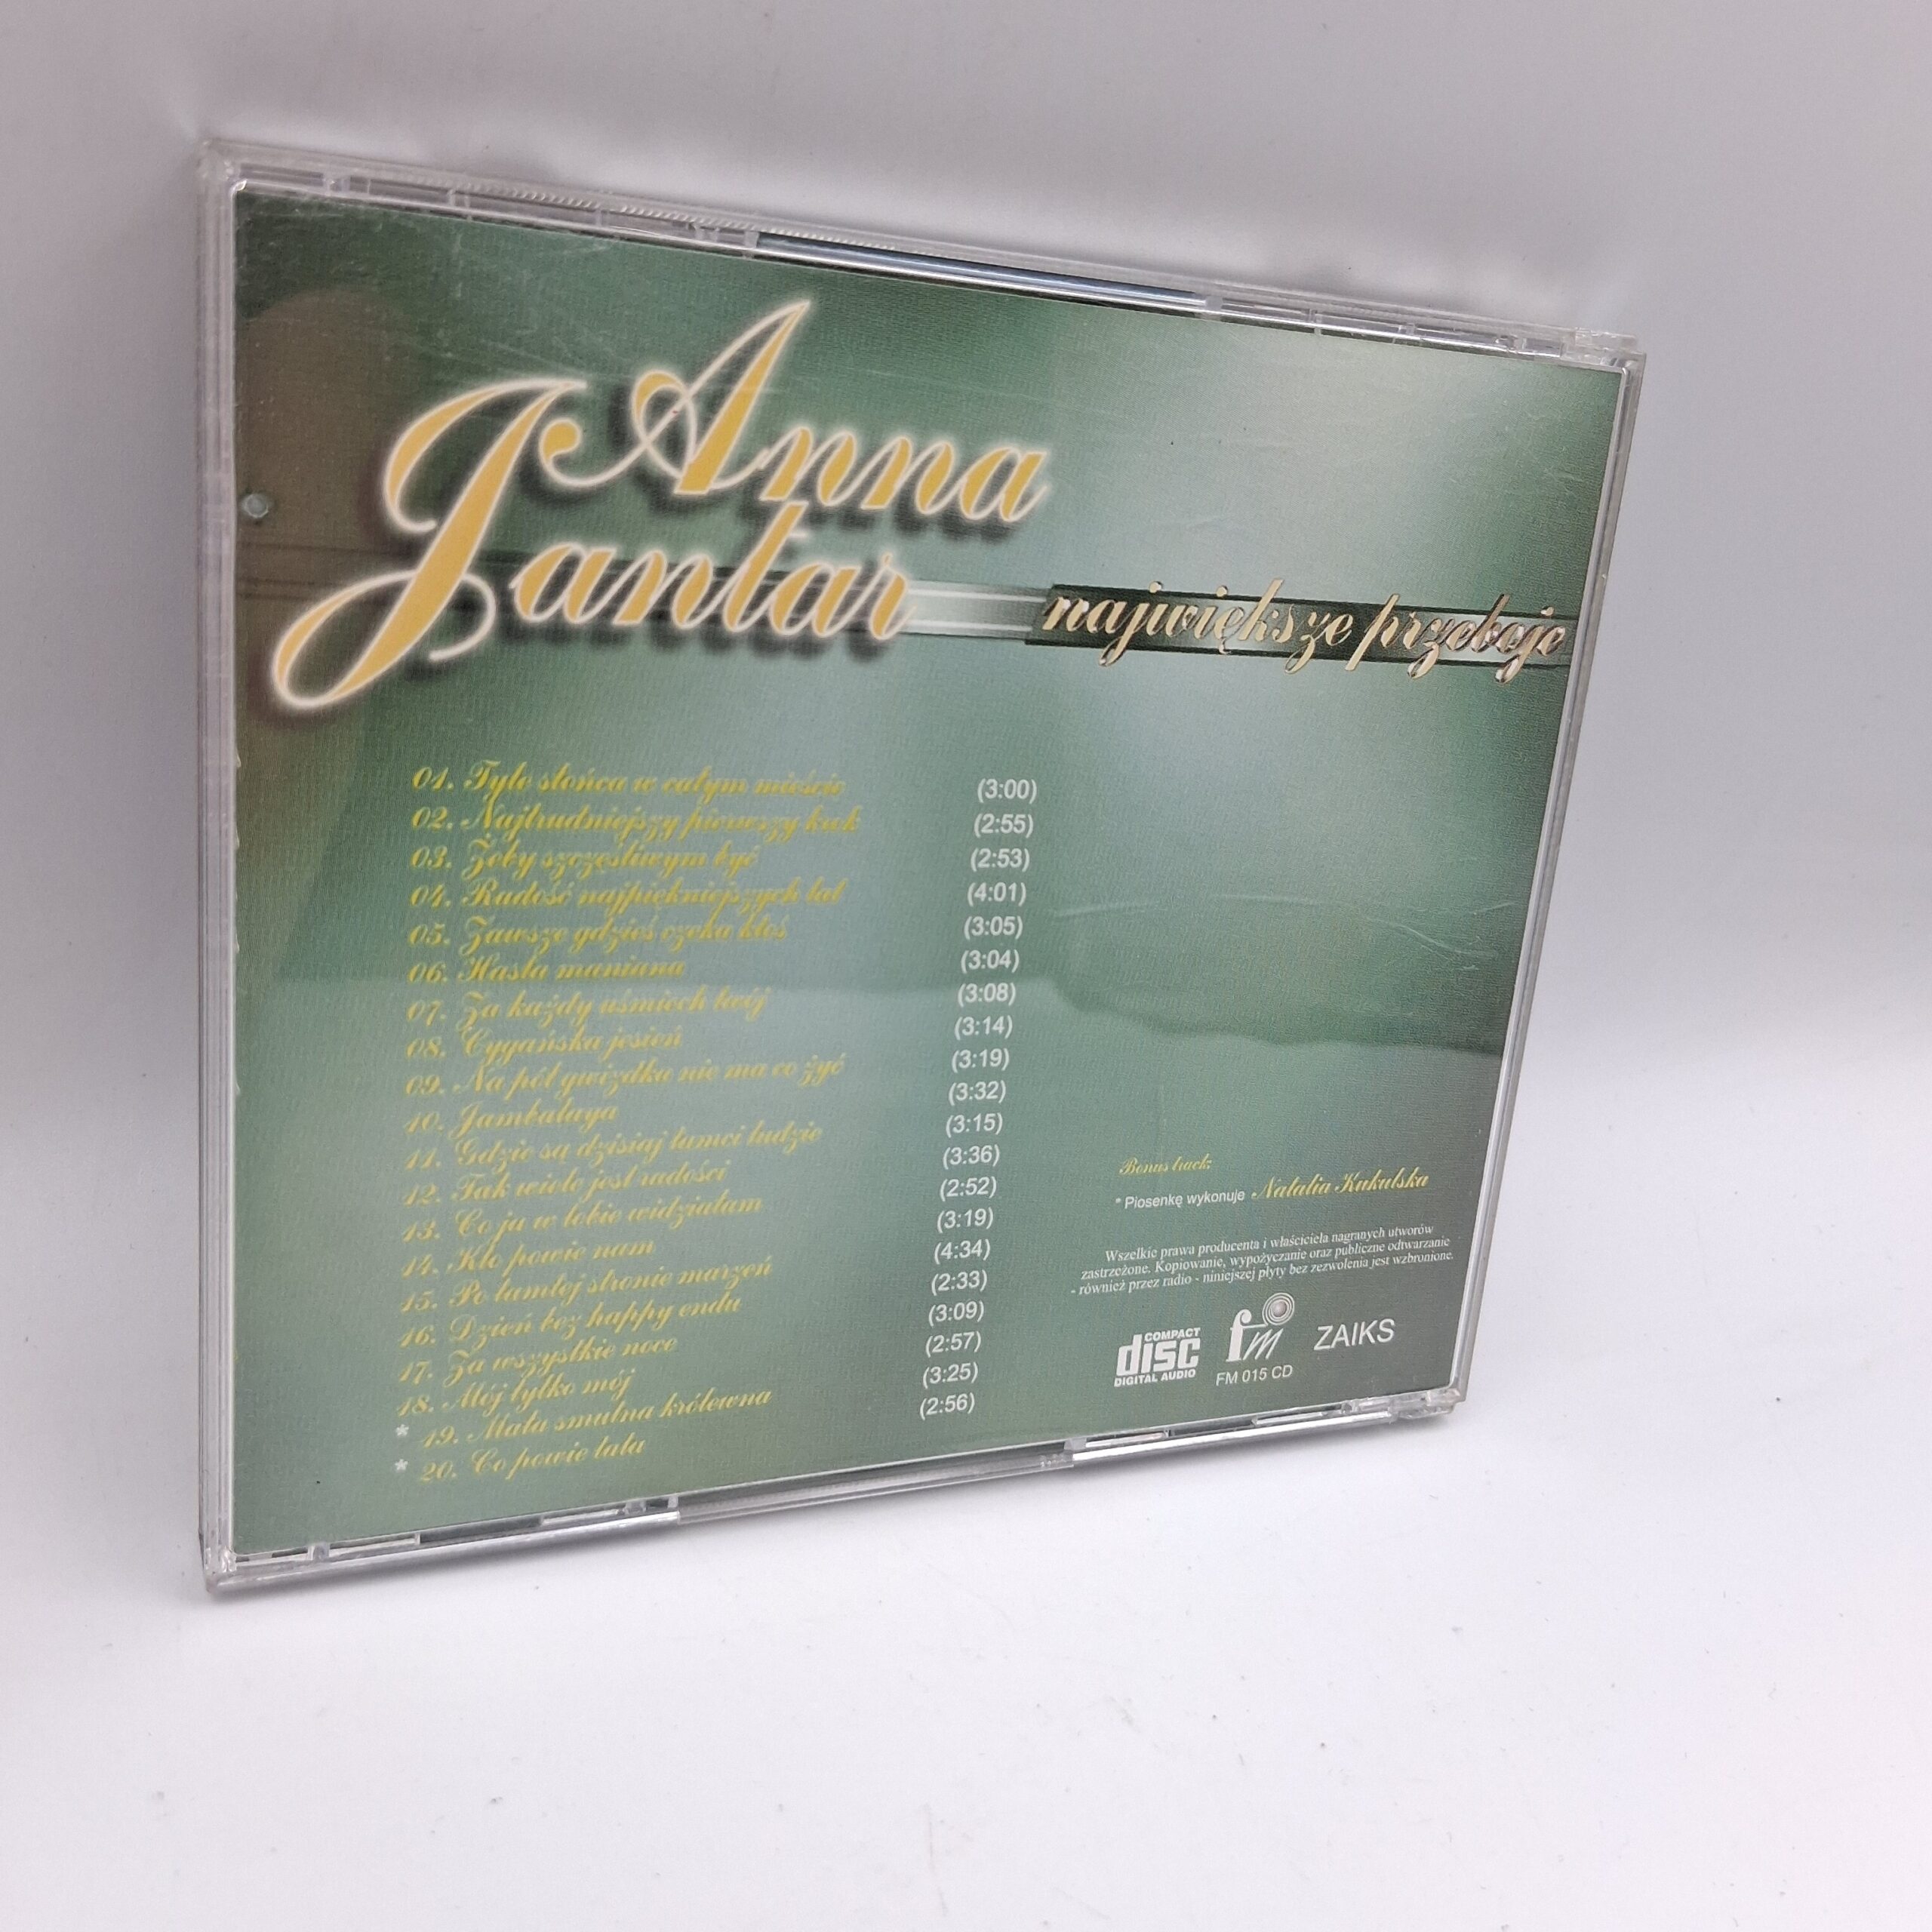 Anna
Jantar
największe przeboje
01. Tyle słońca w całym mieście (3:00)
02. Najtrudniejszy pierwszy krok (2:55)
03. Żeby szczęśliwym być (2:53)
04. Radość najpiękniejszych lat (4:01)
05. Zawsze gdzieś czeka ktoś (3:05)
06. Hasta maniana (3:04)
07. Za każdy uśmiech twój (3:08)
08. Cygańska jesień (3:14)
09. Na pół gwizdka nie ma co żyć (3:19)
10. Jambalaya (3:32)
11. Gdzie są dzisiaj tamci ludzie (3:15)
12. Tak wiele jest radości (3:36)
13. Co ja w tobie widziałam (2:52)
14. Kto powie nam (3:19)
15. Po tamtej stronie marzeń (4:34)
16. Dzień bez happy endu (2:33)
17. Za wszystkie noce (3:09)
18. Mój tylko mój (2:57)
* 19. Mała smutna królewna (3:25)
* 20. Co powie tata (2:56)
Bonus track:
* Piosenkę wykonuje Natalia Kukulska
Wszelkie prawa producenta i właściciela nagranych utworów
zastrzeżone. Kopiowanie, wypożyczanie oraz publiczne odtwarzanie
- również przez radio - niniejszej płyty bez zezwolenia jest wzbronione.
COMPACT
disc
DIGITAL AUDIO
fm
FM 015 CD
ZAIKS